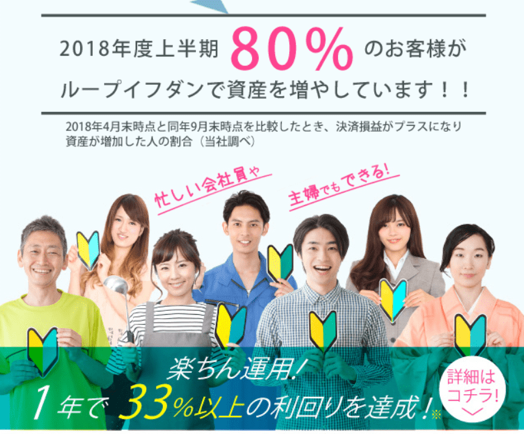 2018年度上半期 80% のお客様が
ループイフダンで資産を増やしています！！
2018年4月末時点と同年9月末時点を比較したとき、決済損益がプラスになり
資産が増加した人の割合（当社調べ）
忙しい会社員や
主婦でもできる!
楽ちん運用!
1年で 33%以上の利回りを達成!※
詳細は
コチラ!